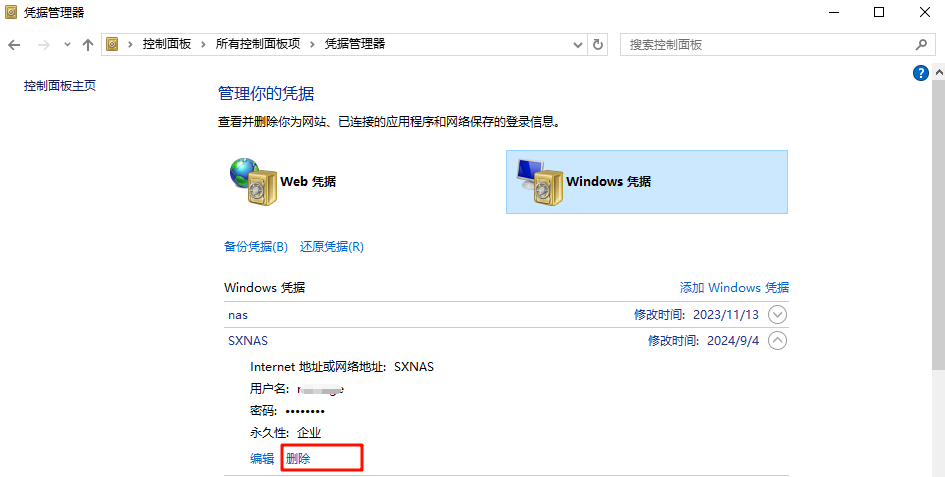 凭据管理器
控制面板 › 所有控制面板项 › 凭据管理器
搜索控制面板
?
控制面板主页
管理你的凭据
查看并删除你为网站、已连接的应用程序和网络保存的登录信息。
Web 凭据
Windows 凭据
备份凭据(B) 还原凭据(R)
Windows 凭据 添加 Windows 凭据
nas 修改时间: 2023/11/13
SXNAS 修改时间: 2024/9/4
Internet 地址或网络地址: SXNAS
用户名:
密码: ••••••••
永久性: 企业
编辑 删除